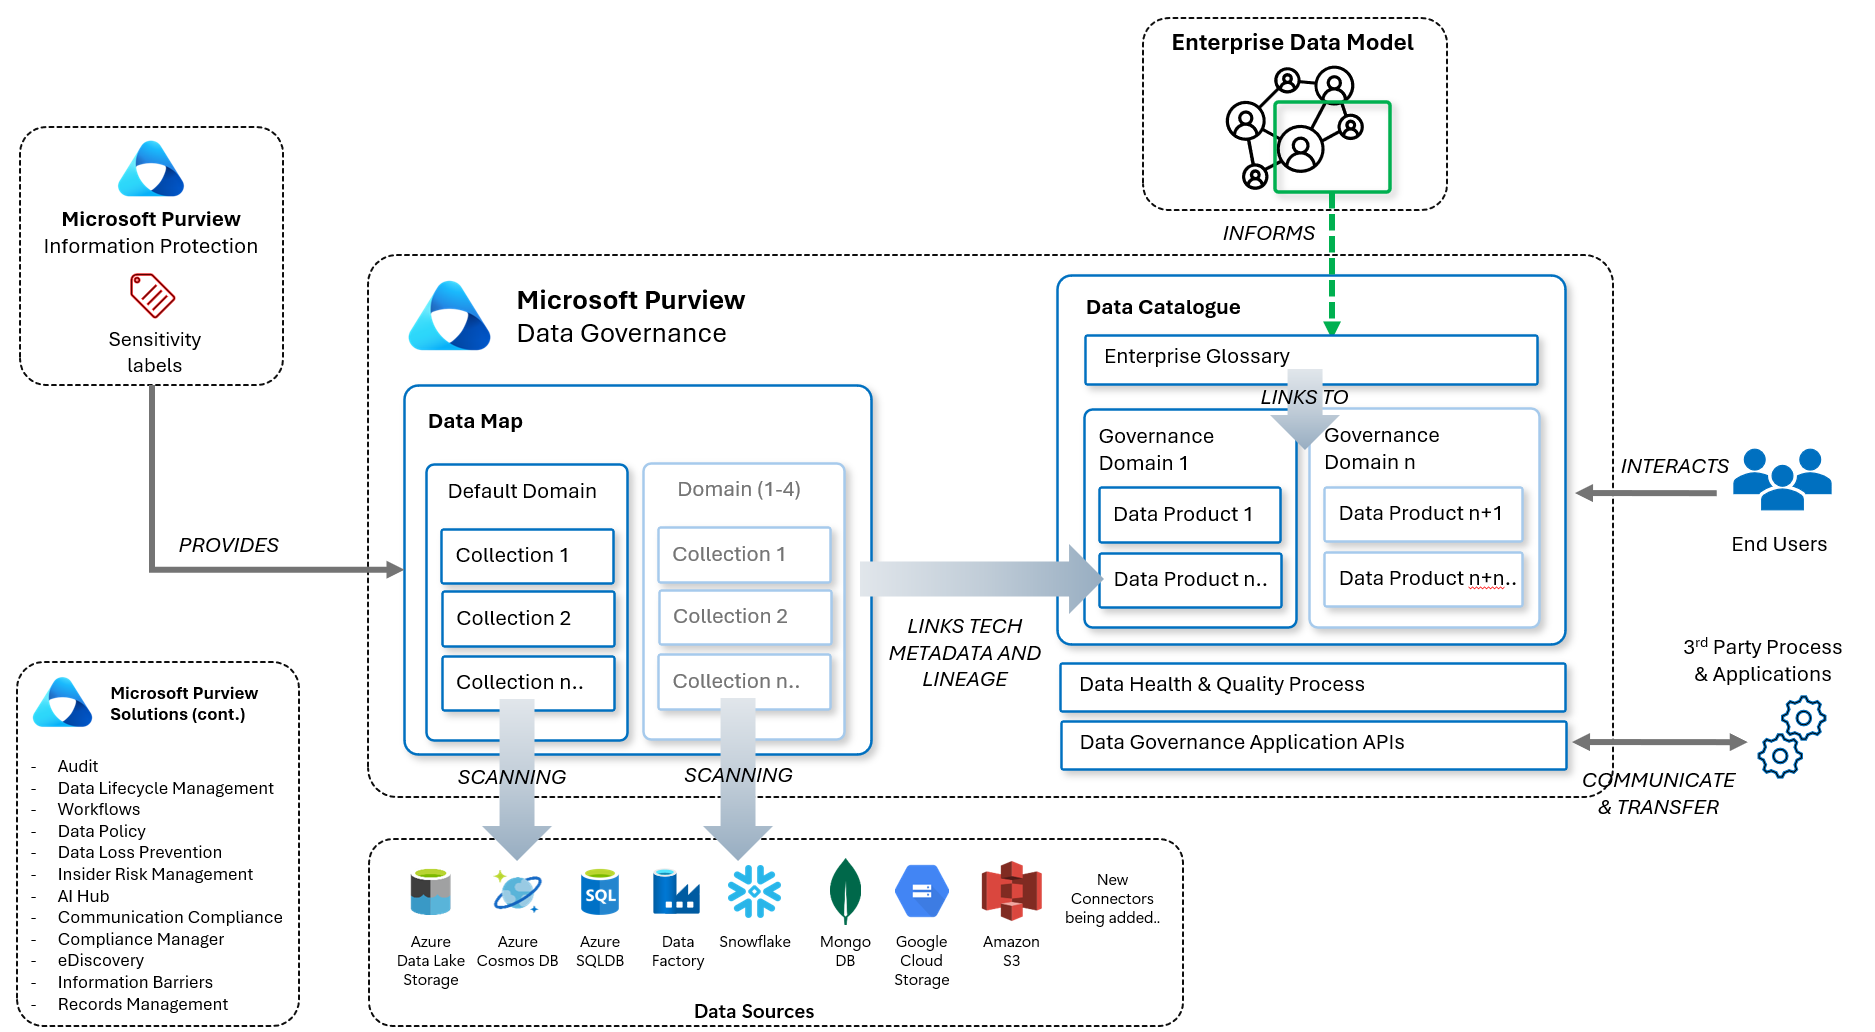 Enterprise Data Model
INFORMS
Microsoft Purview
Information Protection
Sensitivity
labels
PROVIDES
Microsoft Purview
Data Governance
Data Map
Default Domain
Collection 1
Collection 2
Collection n..
Domain (1-4)
Collection 1
Collection 2
Collection n..
SCANNING
SCANNING
LINKS TECH
METADATA AND
LINEAGE
Data Catalogue
Enterprise Glossary
LINKS TO
Governance
Domain 1
Data Product 1
Data Product n..
Governance
Domain n
Data Product n+1
Data Product n+n..
Data Health & Quality Process
Data Governance Application APIs
INTERACTS
End Users
3rd Party Process
& Applications
COMMUNICATE
& TRANSFER
Microsoft Purview
Solutions (cont.)
- Audit
- Data Lifecycle Management
- Workflows
- Data Policy
- Data Loss Prevention
- Insider Risk Management
- AI Hub
- Communication Compliance
- Compliance Manager
- eDiscovery
- Information Barriers
- Records Management
SQL
Azure
Data Lake
Storage
Azure
Cosmos DB
Azure
SQLDB
Data
Factory
Snowflake
Mongo
DB
Google
Cloud
Storage
Amazon
S3
New
Connectors
being added..
Data Sources